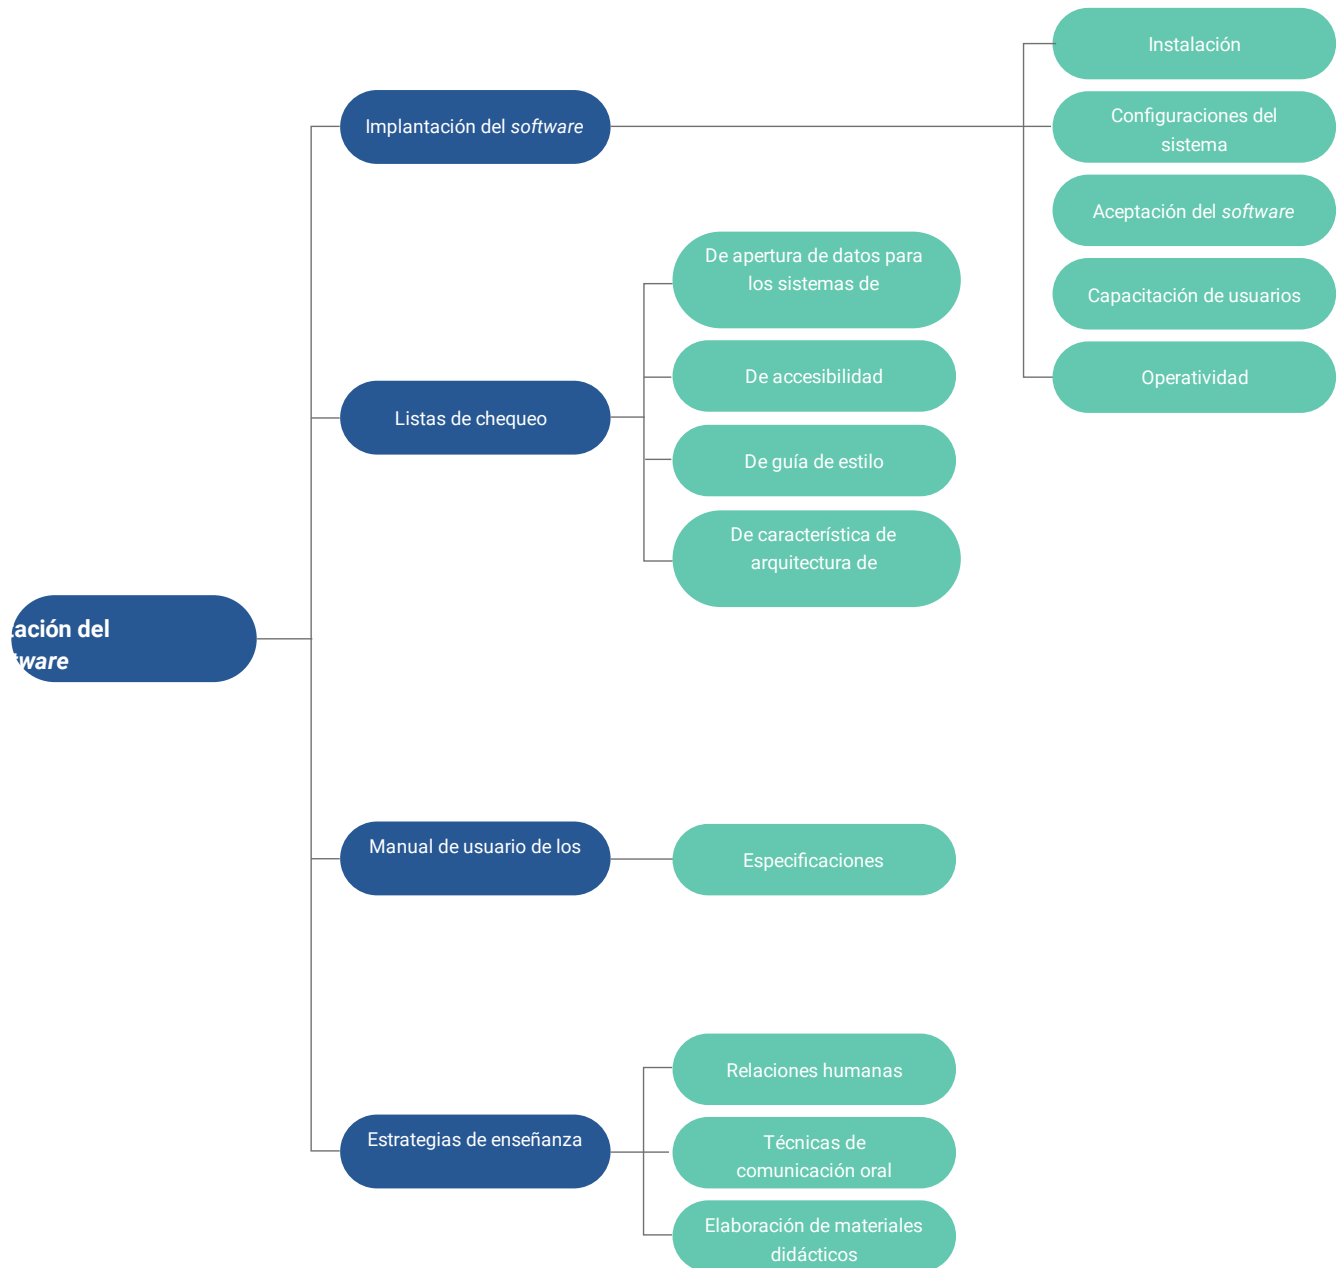 Instalación
Implantación del software
Configuraciones del
sistema
Aceptación del software
Capacitación de usuarios
Operatividad
Listas de chequeo
De apertura de datos para
los sistemas de
De accesibilidad
De guía de estilo
De característica de
arquitectura de
ación del
ware
Manual de usuario de los
Especificaciones
Estrategias de enseñanza
Relaciones humanas
Técnicas de
comunicación oral
Elaboración de materiales
didácticos